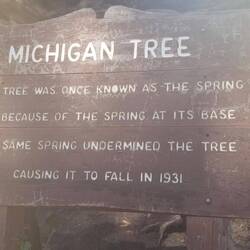 MICHIGAN TREE
TREE WAS ONCE KNOWN AS THE SPRING
BECAUSE OF THE SPRING AT ITS BASE
SAME SPRING UNDERMINED THE TREE
CAUSING IT TO FALL IN 1931